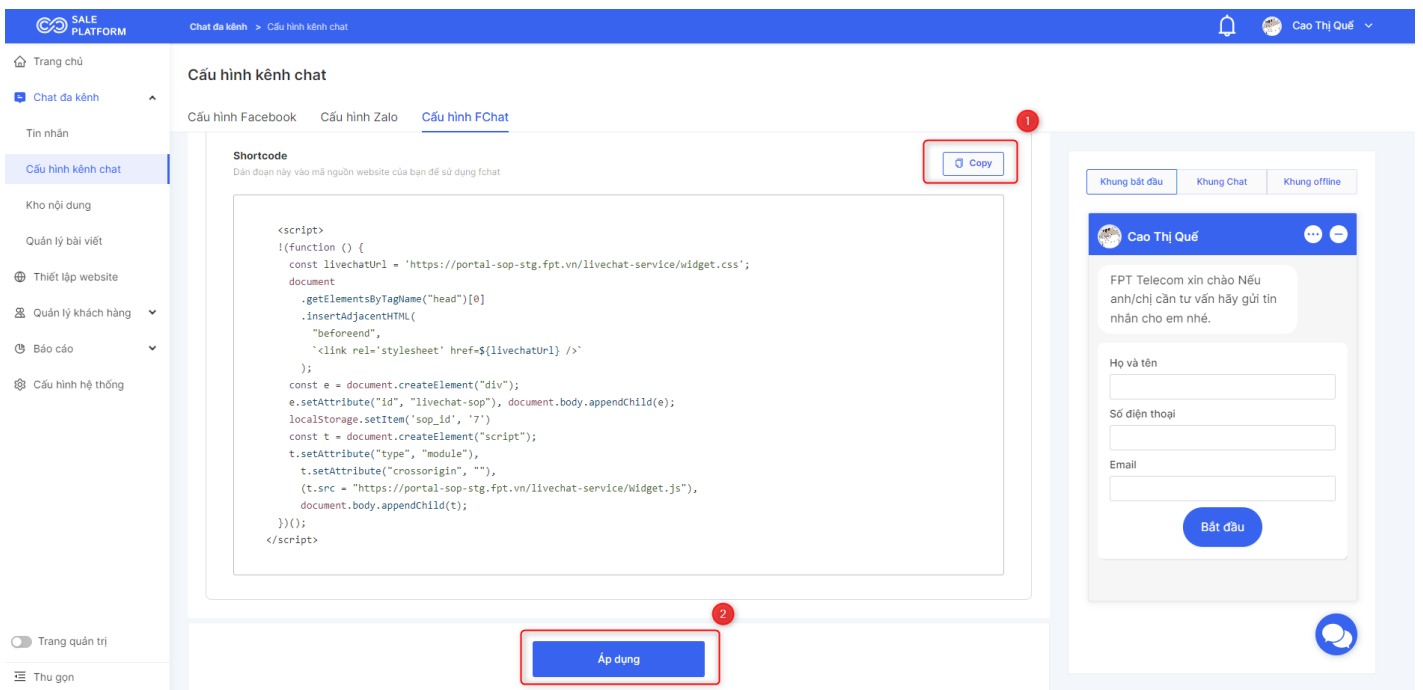 SALE
PLATFORM
Chat đa kênh > Cấu hình kênh chat
Cao Thị Quế
Trang chủ
Chat đa kênh
Tin nhắn
Cấu hình kênh chat
Kho nội dung
Quản lý bài viết
Thiết lập website
Quản lý khách hàng
Báo cáo
Cấu hình hệ thống
Trang quản trị
Thu gọn
Cấu hình kênh chat
Cấu hình Facebook Cấu hình Zalo Cấu hình FChat
1
Shortcode
Dán đoạn này vào mã nguồn website của bạn để sử dụng fchat
Copy
<script>
!(function () {
const livechatUrl = 'https://portal-sop-stg.fpt.vn/livechat-service/widget.css';
document
.getElementsByTagName("head")[0]
.insertAdjacentHTML(
"beforeend",
`<link rel='stylesheet' href=${livechatUrl} />`
);
const e = document.createElement("div");
e.setAttribute("id", "livechat-sop"), document.body.appendChild(e);
localStorage.setItem('sop_id', '7')
const t = document.createElement("script");
t.setAttribute("type", "module"),
t.setAttribute("crossorigin", ""),
(t.src = "https://portal-sop-stg.fpt.vn/livechat-service/Widget.js"),
document.body.appendChild(t);
})();
</script>
2
Áp dụng
Khung bắt đầu Khung Chat Khung offline
Cao Thị Quế
FPT Telecom xin chào Nếu
anh/chị cần tư vấn hãy gửi tin
nhắn cho em nhé.
Họ và tên
Số điện thoại
Email
Bắt đầu